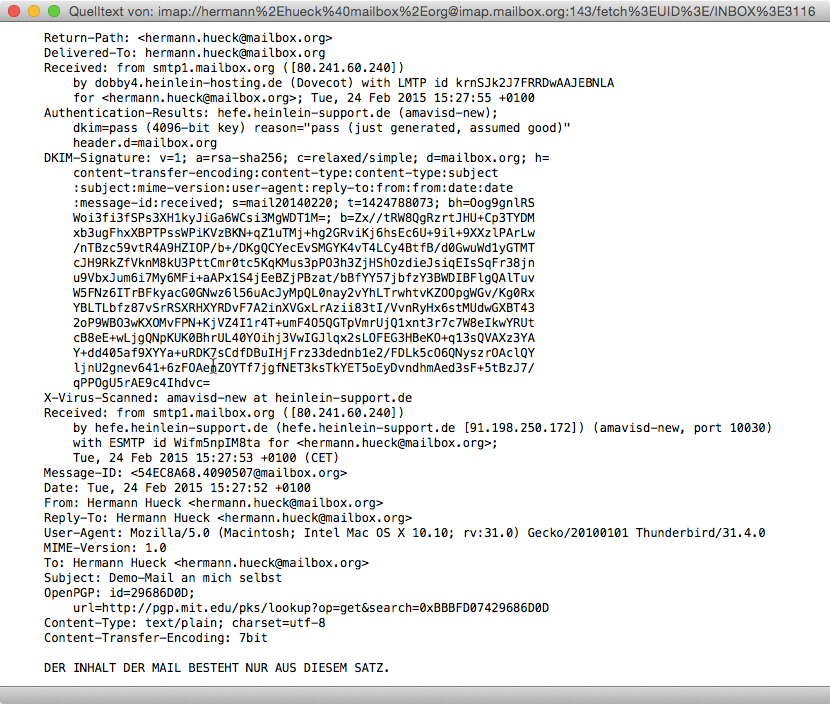 Quelltext von: imap://hermann%2Ehueck%40mailbox%2Eorg@imap.mailbox.org:143/fetch%3EUID%3E/INBOX%3E3116
Return-Path: <hermann.hueck@mailbox.org>
Delivered-To: hermann.hueck@mailbox.org
Received: from smtp1.mailbox.org ([80.241.60.240])
by dobby4.heinlein-hosting.de (Dovecot) with LMTP id krnSJk2J7FRRDwAAJEBNLA
for <hermann.hueck@mailbox.org>; Tue, 24 Feb 2015 15:27:55 +0100
Authentication-Results: hefe.heinlein-support.de (amavisd-new);
dkim=pass (4096-bit key) reason="pass (just generated, assumed good)"
header.d=mailbox.org
DKIM-Signature: v=1; a=rsa-sha256; c=relaxed/simple; d=mailbox.org; h=
content-transfer-encoding:content-type:content-type:subject
:subject:mime-version:user-agent:reply-to:from:from:date:date
:message-id:received; s=mail20140220; t=1424788073; bh=Oog9gnlRS
Woi3fi3fSPs3XH1kyJiGa6WCsi3MgWDT1M=; b=Zx//tRW8QgRzrtJHU+Cp3TYDM
xb3ugFhxXBPTPssWPiKVzBKN+qZ1uTMj+hg2GRviKj6hsEc6U+9il+9XXzlPArLw
/nTBzc59vtR4A9HZIOP/b+/DKgQCYecEvSMGYK4vT4LCy4BtfB/d0GwuWd1yGTMT
cJH9RkZfVknM8kU3PttCmr0tc5KqKMus3pPO3h3ZjHShOzdieJsiqEIsSqFr38jn
u9VbxJum6i7My6MFi+aAPx1S4jEeBZjPBzat/bBfYY57jbfzY3BWDIBFlgQAlTuv
W5FNz6ITrBFkyacG0GNwz6l56uAcJyMpQL0nay2vYhLTrwhtvKZOOpgWGv/Kg0Rx
YBLTLbfz87vSrRSXRHXYRDvF7A2inXVGxLrAzii83tI/VvnRyHx6stMUdwGXBT43
2oP9WBO3wKXOMvFPN+KjVZ4I1r4T+umF4O5QGTpVmrUjQ1xnt3r7c7W8eIkwYRUt
cB8eE+wLjgQNpKUK0BhrUL40YOihj3VwIGJlqx2sLOFEG3HBeKO+q13sQVAXz3YA
Y+dd405af9XYYa+uRDK7sCdfDBuIHjFrz33dednb1e2/FDLk5cO6QNyszrOAclQY
ljnU2gnev641+6zFOAenZOYTf7jgfNET3ksTkYET5oEyDvndhmAed3sF+5tBzJ7/
qPPOgU5rAE9c4Ihdvc=
X-Virus-Scanned: amavisd-new at heinlein-support.de
Received: from smtp1.mailbox.org ([80.241.60.240])
by hefe.heinlein-support.de (hefe.heinlein-support.de [91.198.250.172]) (amavisd-new, port 10030)
with ESMTP id Wifm5npIM8ta for <hermann.hueck@mailbox.org>;
Tue, 24 Feb 2015 15:27:53 +0100 (CET)
Message-ID: <54EC8A68.4090507@mailbox.org>
Date: Tue, 24 Feb 2015 15:27:52 +0100
From: Hermann Hueck <hermann.hueck@mailbox.org>
Reply-To: Hermann Hueck <hermann.hueck@mailbox.org>
User-Agent: Mozilla/5.0 (Macintosh; Intel Mac OS X 10.10; rv:31.0) Gecko/20100101 Thunderbird/31.4.0
MIME-Version: 1.0
To: Hermann Hueck <hermann.hueck@mailbox.org>
Subject: Demo-Mail an mich selbst
OpenPGP: id=29686D0D;
url=http://pgp.mit.edu/pks/lookup?op=get&search=0xBBBFD07429686D0D
Content-Type: text/plain; charset=utf-8
Content-Transfer-Encoding: 7bit
DER INHALT DER MAIL BESTEHT NUR AUS DIESEM SATZ.